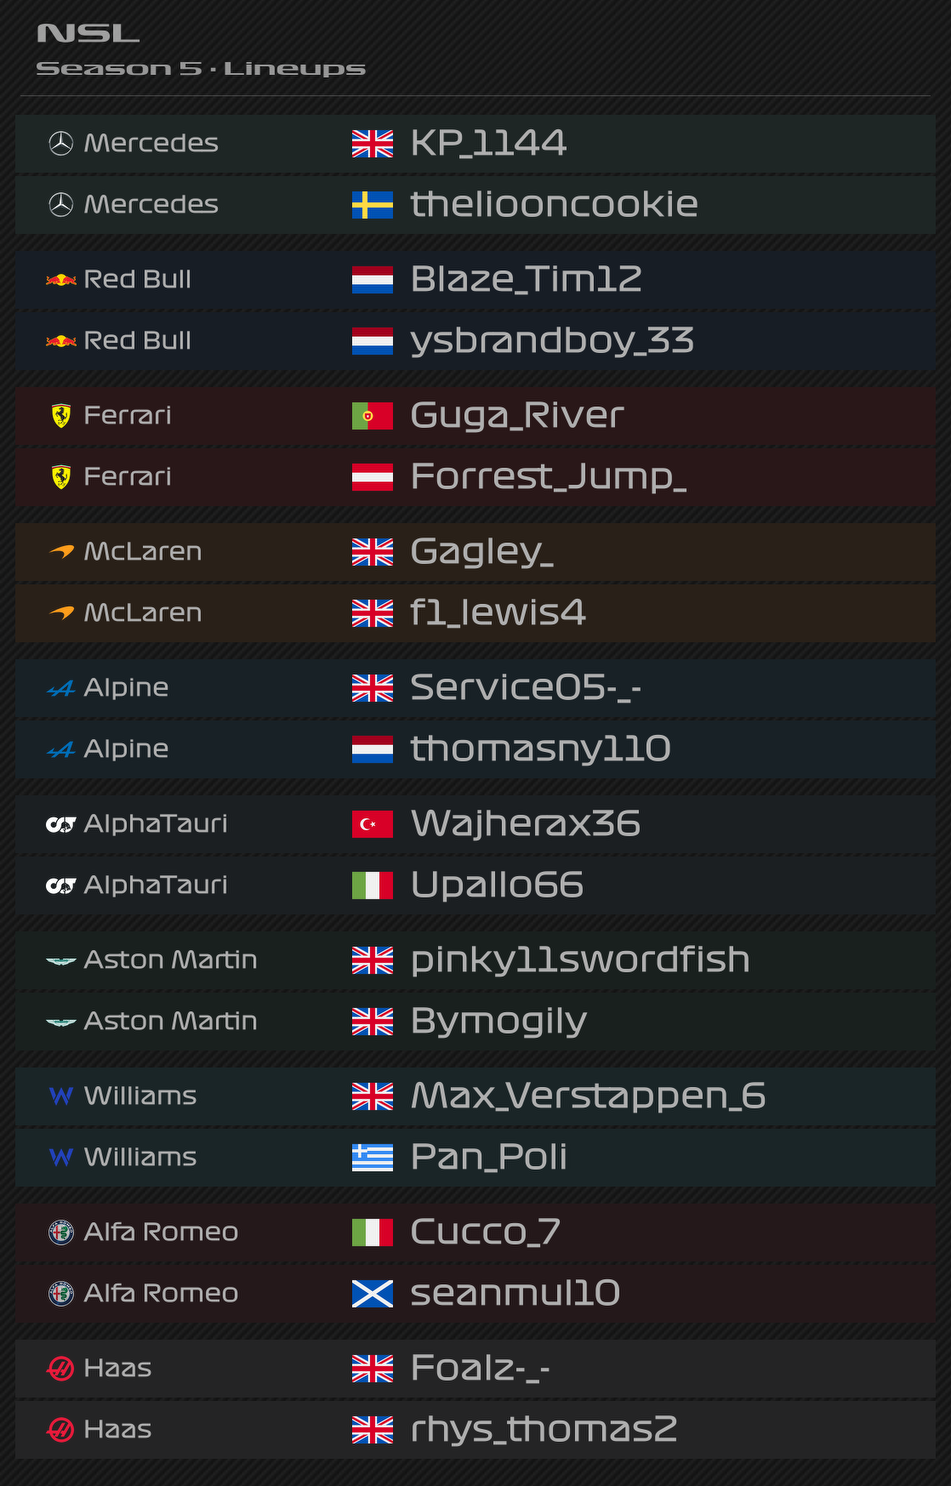 NSL
Season 5 · Lineups
Mercedes KP_1144
Mercedes theliooncookie
Red Bull Blaze_Tim12
Red Bull ysbrandboy_33
Ferrari Guga_River
Ferrari Forrest_Jump_
McLaren Gagley_
McLaren f1_lewis4
Alpine Service05-_-
Alpine thomasny110
AlphaTauri Wajherax36
AlphaTauri Upallo66
Aston Martin pinky11swordfish
Aston Martin Bymogily
Williams Max_Verstappen_6
Williams Pan_Poli
Alfa Romeo Cucco_7
Alfa Romeo seanmul10
Haas Foalz-_-
Haas rhys_thomas2